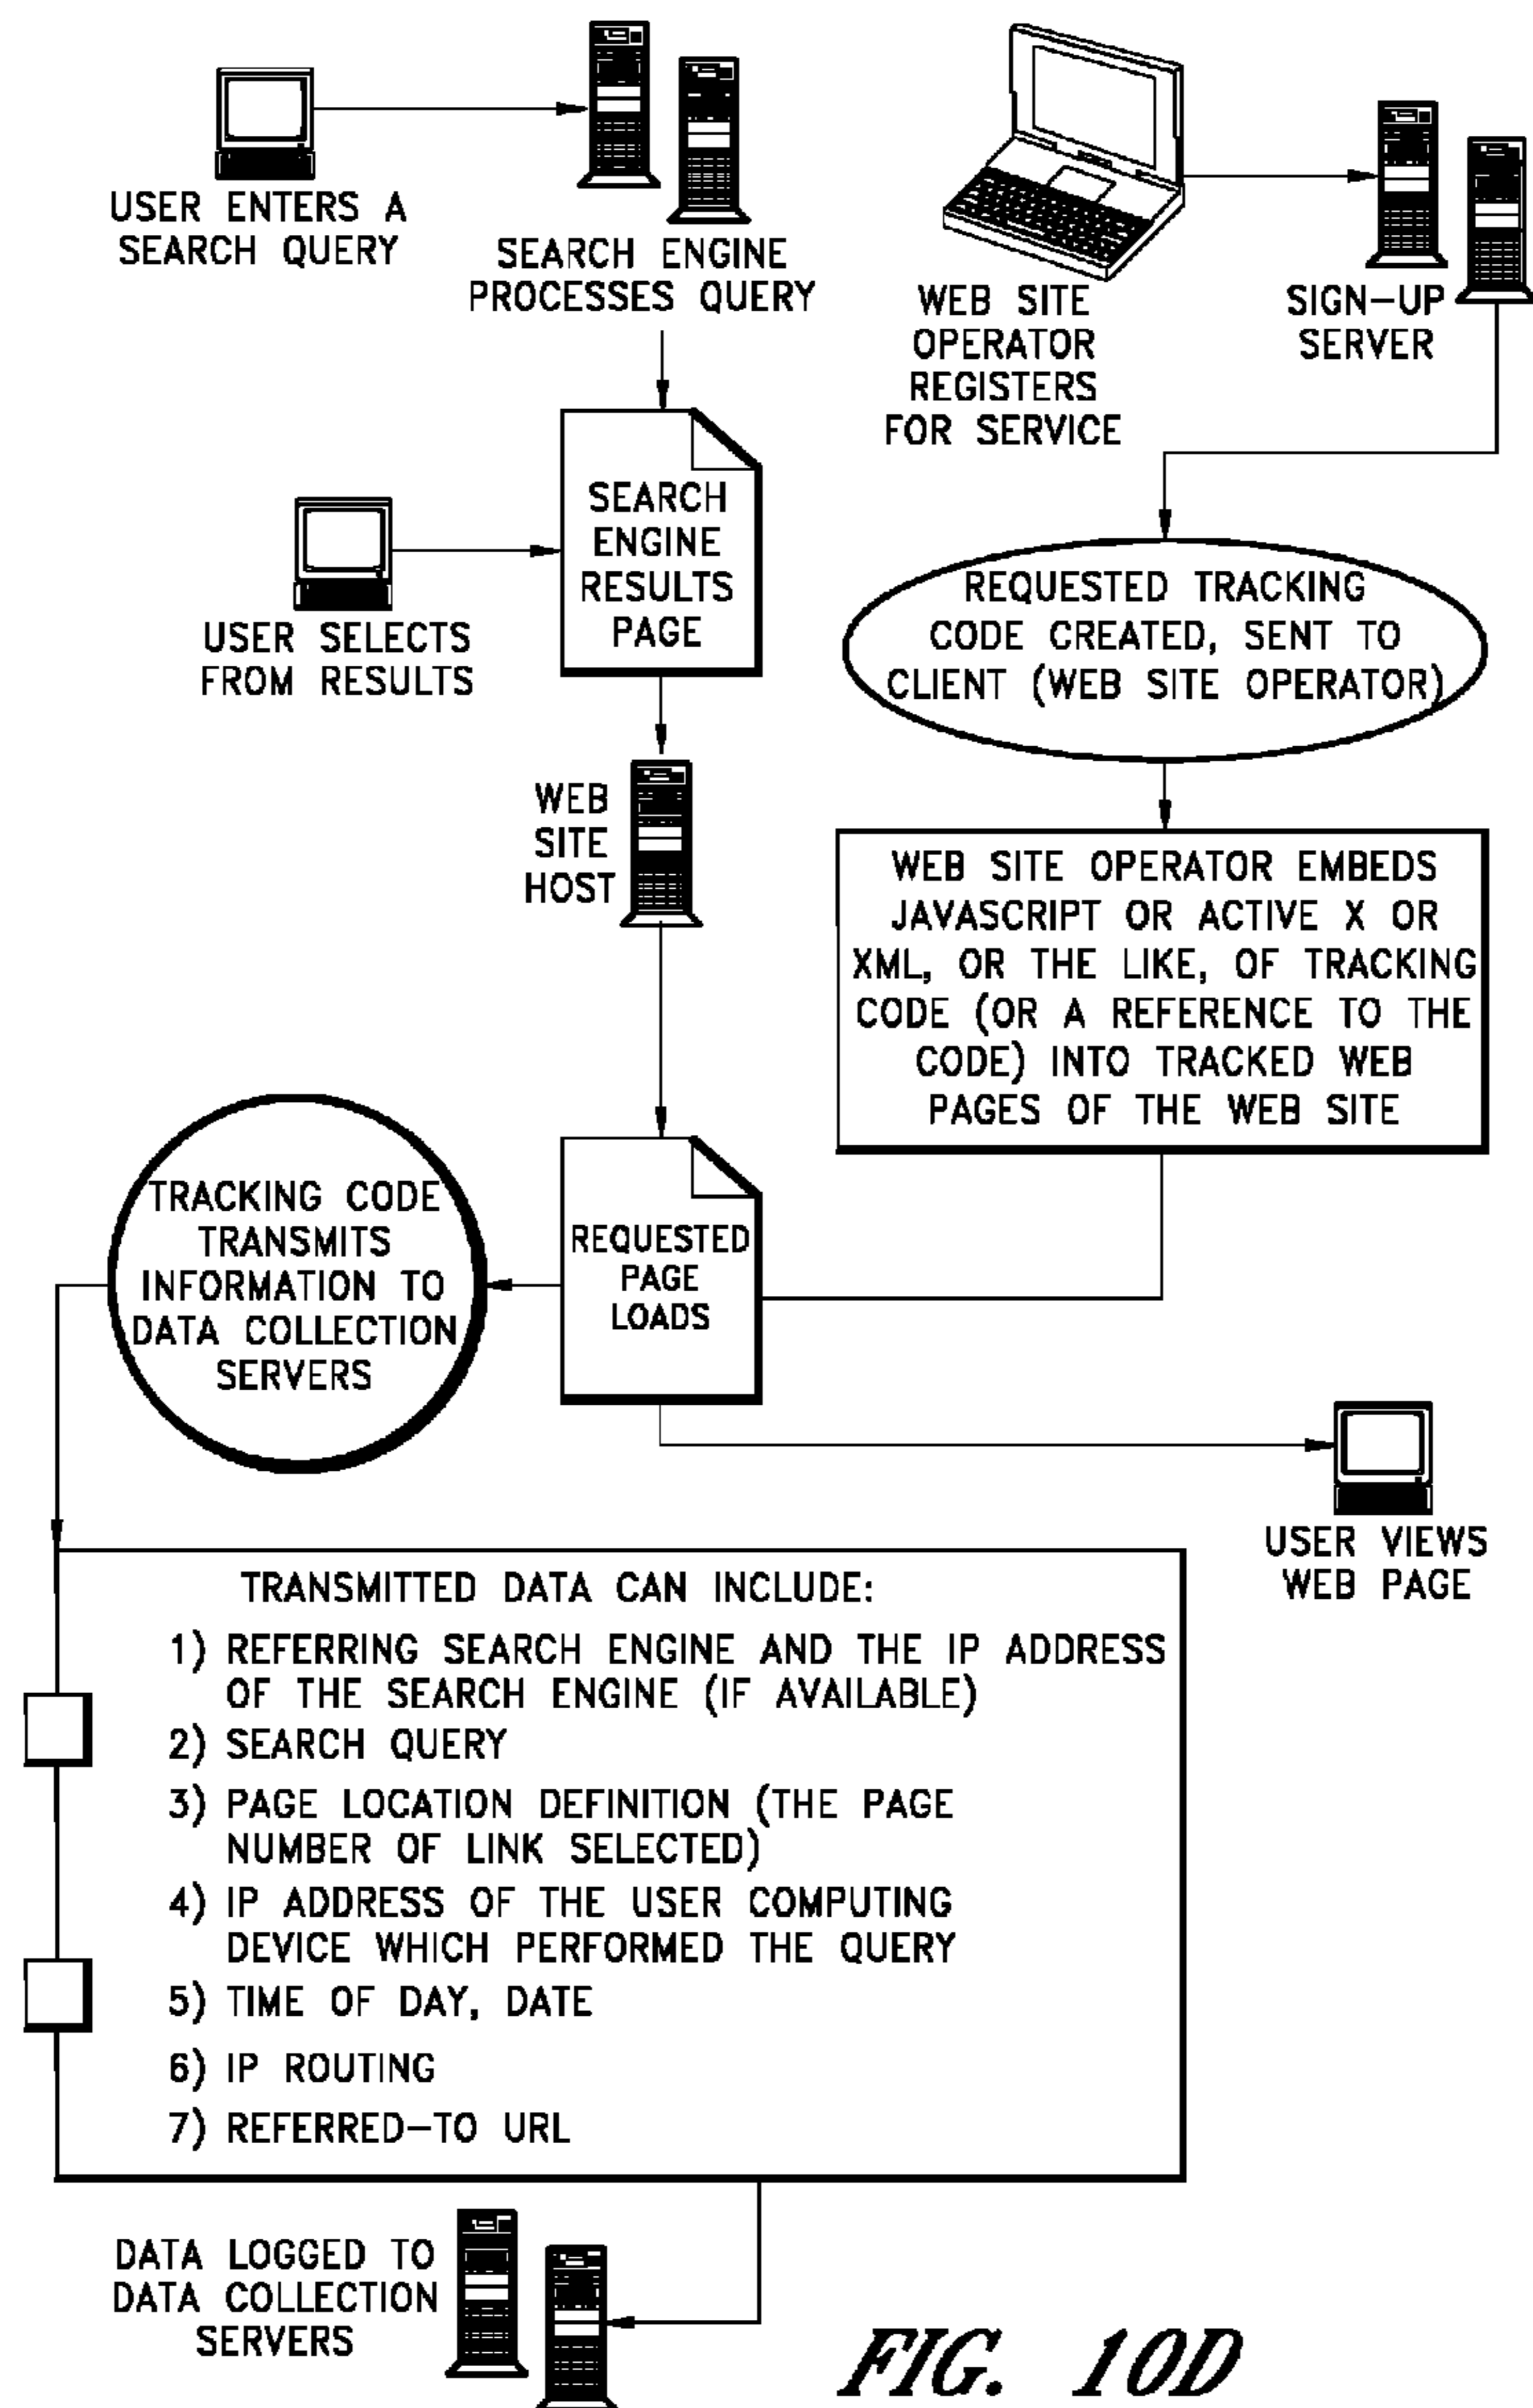 USER ENTERS A
SEARCH QUERY
SEARCH ENGINE
PROCESSES QUERY
WEB SITE
OPERATOR
REGISTERS
FOR SERVICE
SIGN-UP
SERVER
SEARCH
ENGINE
RESULTS
PAGE
USER SELECTS
FROM RESULTS
REQUESTED TRACKING
CODE CREATED, SENT TO
CLIENT (WEB SITE OPERATOR)
WEB
SITE
HOST
WEB SITE OPERATOR EMBEDS
JAVASCRIPT OR ACTIVE X OR
XML, OR THE LIKE, OF TRACKING
CODE (OR A REFERENCE TO THE
CODE) INTO TRACKED WEB
PAGES OF THE WEB SITE
TRACKING CODE
TRANSMITS
INFORMATION TO
DATA COLLECTION
SERVERS
REQUESTED
PAGE
LOADS
USER VIEWS
WEB PAGE
TRANSMITTED DATA CAN INCLUDE:
1) REFERRING SEARCH ENGINE AND THE IP ADDRESS
OF THE SEARCH ENGINE (IF AVAILABLE)
2) SEARCH QUERY
3) PAGE LOCATION DEFINITION (THE PAGE
NUMBER OF LINK SELECTED)
4) IP ADDRESS OF THE USER COMPUTING
DEVICE WHICH PERFORMED THE QUERY
5) TIME OF DAY, DATE
6) IP ROUTING
7) REFERRED-TO URL
DATA LOGGED TO
DATA COLLECTION
SERVERS
FIG. 10D